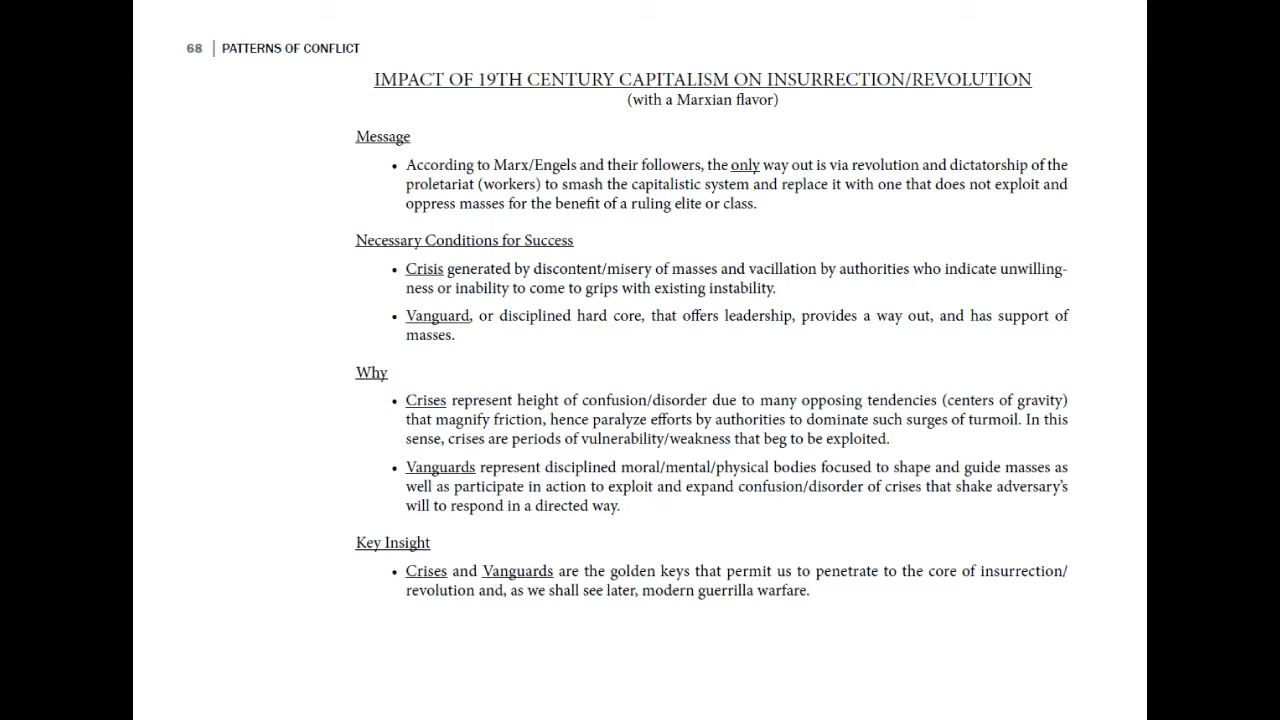 68 | PATTERNS OF CONFLICT
IMPACT OF 19TH CENTURY CAPITALISM ON INSURRECTION/REVOLUTION
(with a Marxian flavor)
Message
• According to Marx/Engels and their followers, the only way out is via revolution and dictatorship of the
proletariat (workers) to smash the capitalistic system and replace it with one that does not exploit and
oppress masses for the benefit of a ruling elite or class.
Necessary Conditions for Success
• Crisis generated by discontent/misery of masses and vacillation by authorities who indicate unwilling-
ness or inability to come to grips with existing instability.
• Vanguard, or disciplined hard core, that offers leadership, provides a way out, and has support of
masses.
Why
• Crises represent height of confusion/disorder due to many opposing tendencies (centers of gravity)
that magnify friction, hence paralyze efforts by authorities to dominate such surges of turmoil. In this
sense, crises are periods of vulnerability/weakness that beg to be exploited.
• Vanguards represent disciplined moral/mental/physical bodies focused to shape and guide masses as
well as participate in action to exploit and expand confusion/disorder of crises that shake adversary's
will to respond in a directed way.
Key Insight
• Crises and Vanguards are the golden keys that permit us to penetrate to the core of insurrection/
revolution and, as we shall see later, modern guerrilla warfare.